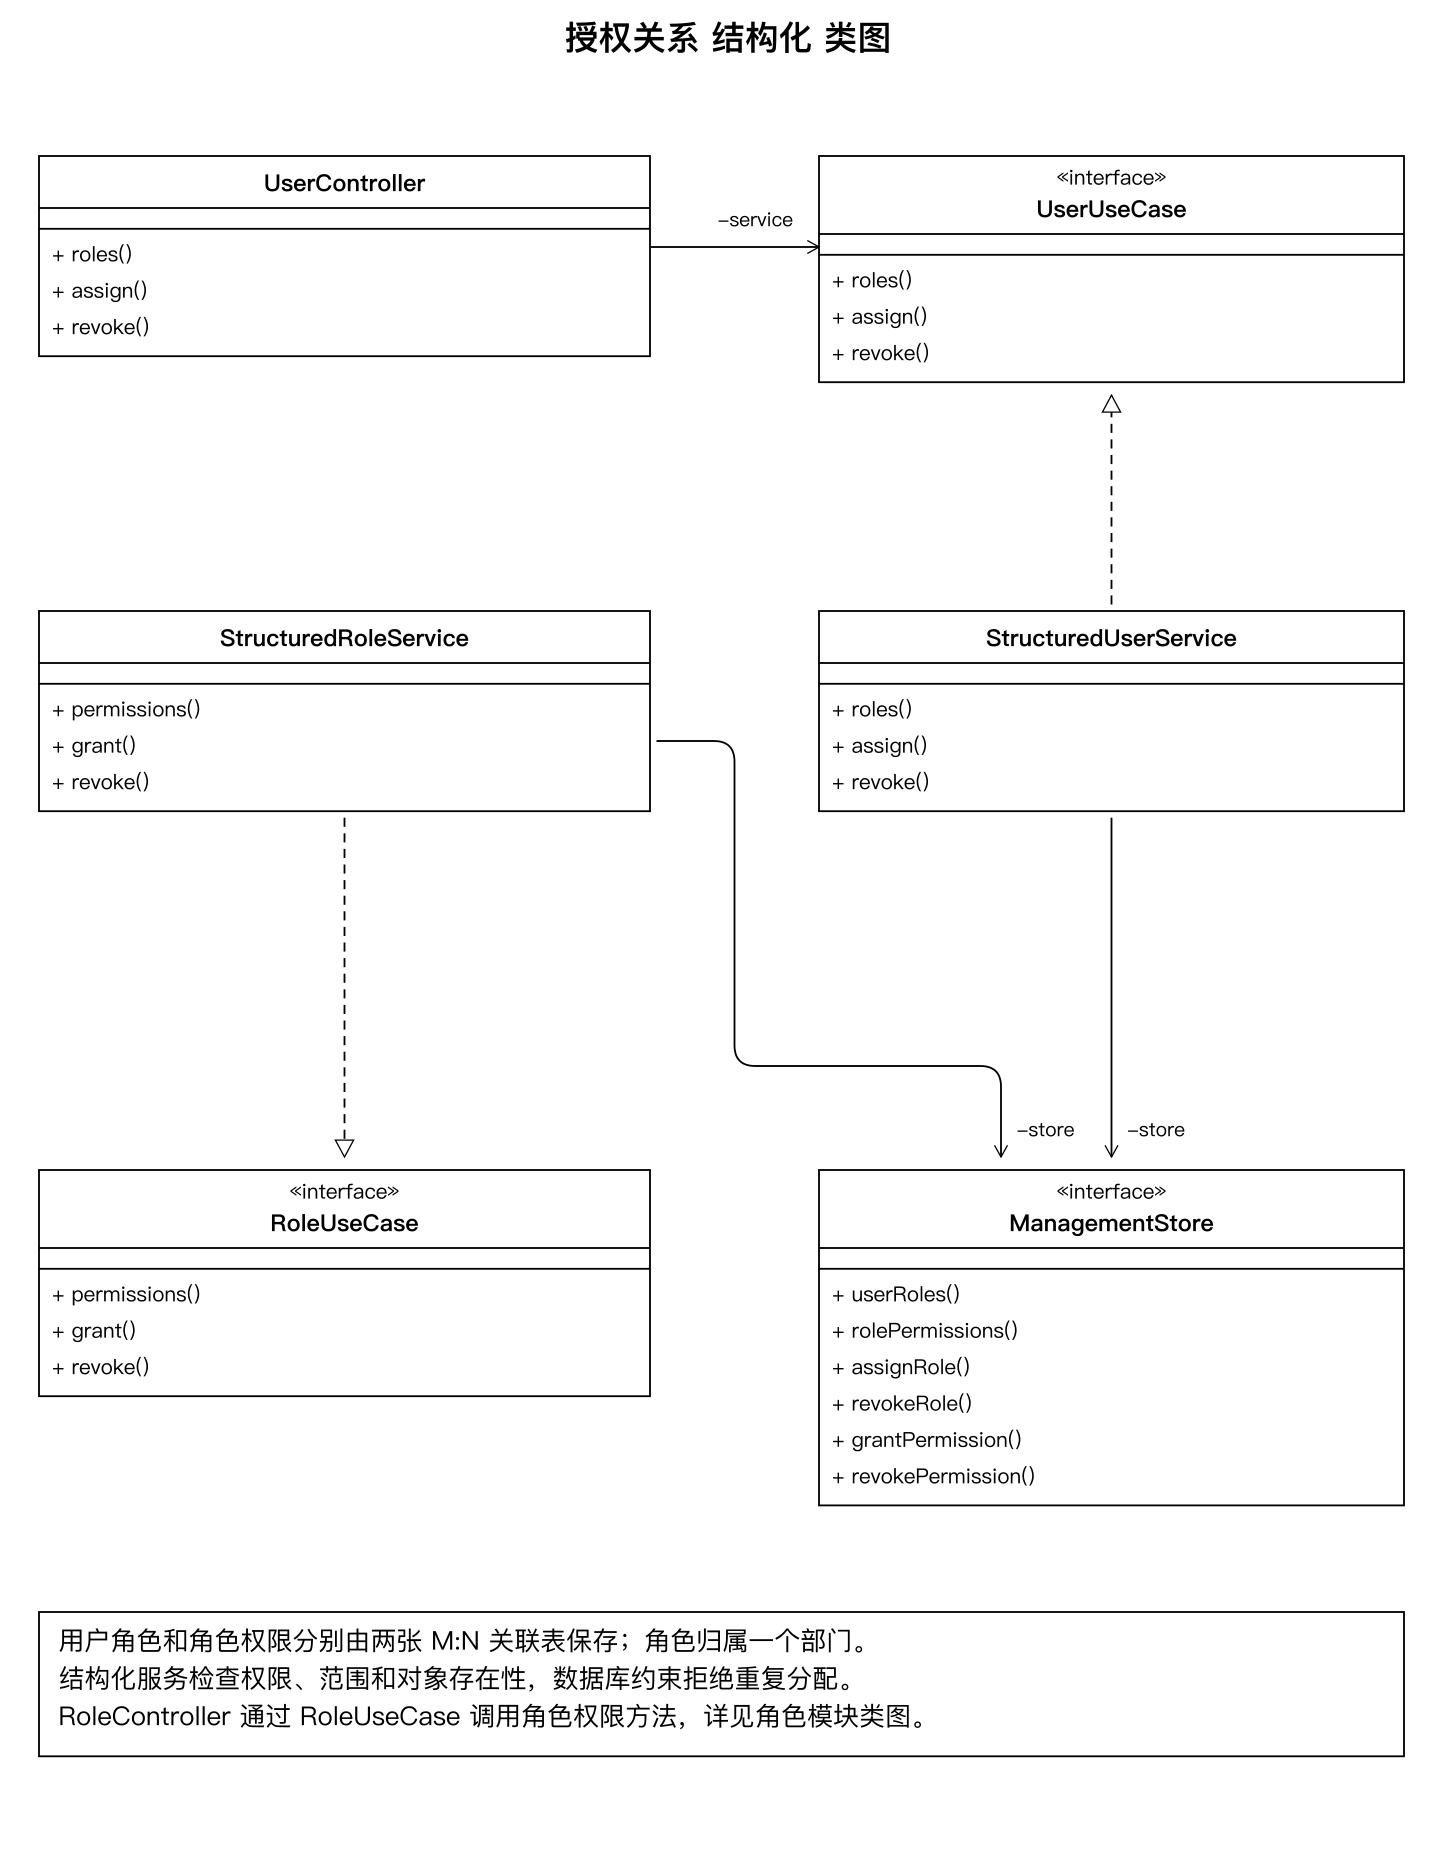 授权关系 结构化 类图
UserController
+ roles()
+ assign()
+ revoke()
–service
«interface»
UserUseCase
+ roles()
+ assign()
+ revoke()
StructuredRoleService
+ permissions()
+ grant()
+ revoke()
StructuredUserService
+ roles()
+ assign()
+ revoke()
–store
–store
«interface»
RoleUseCase
+ permissions()
+ grant()
+ revoke()
«interface»
ManagementStore
+ userRoles()
+ rolePermissions()
+ assignRole()
+ revokeRole()
+ grantPermission()
+ revokePermission()
用户角色和角色权限分别由两张 M:N 关联表保存；角色归属一个部门。
结构化服务检查权限、范围和对象存在性，数据库约束拒绝重复分配。
RoleController 通过 RoleUseCase 调用角色权限方法，详见角色模块类图。